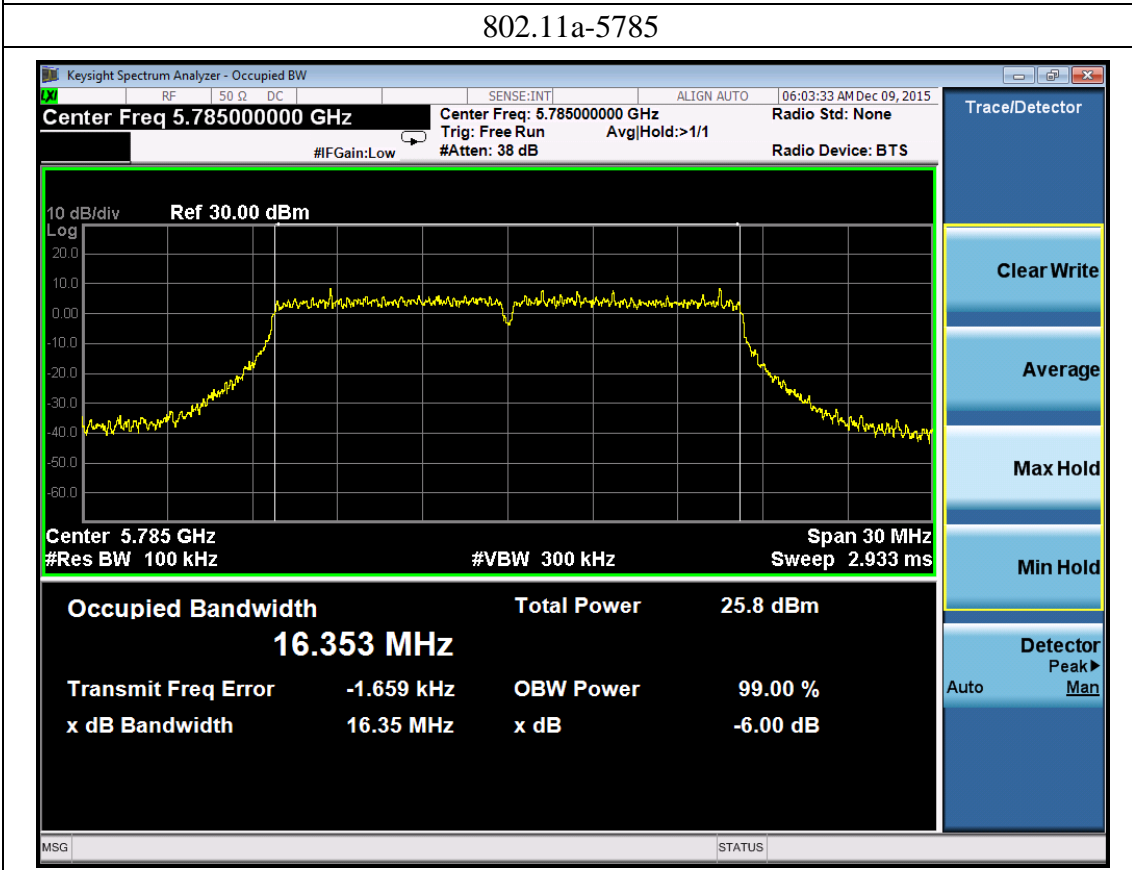 802.11a-5785
Keysight Spectrum Analyzer - Occupied BW
LXI RF 50 Ω DC SENSE:INT ALIGN AUTO 06:03:33 AM Dec 09, 2015
Center Freq 5.785000000 GHz Center Freq: 5.785000000 GHz Radio Std: None
Trig: Free Run Avg|Hold:>1/1
#IFGain:Low #Atten: 38 dB Radio Device: BTS
10 dB/div Ref 30.00 dBm
Log
20.0
10.0
0.00
-10.0
-20.0
-30.0
-40.0
-50.0
-60.0
Center 5.785 GHz Span 30 MHz
#Res BW 100 kHz #VBW 300 kHz Sweep 2.933 ms
Occupied Bandwidth Total Power 25.8 dBm
16.353 MHz
Transmit Freq Error -1.659 kHz OBW Power 99.00 %
x dB Bandwidth 16.35 MHz x dB -6.00 dB
Trace/Detector
Clear Write
Average
Max Hold
Min Hold
Detector
Peak▶
Auto Man
MSG STATUS